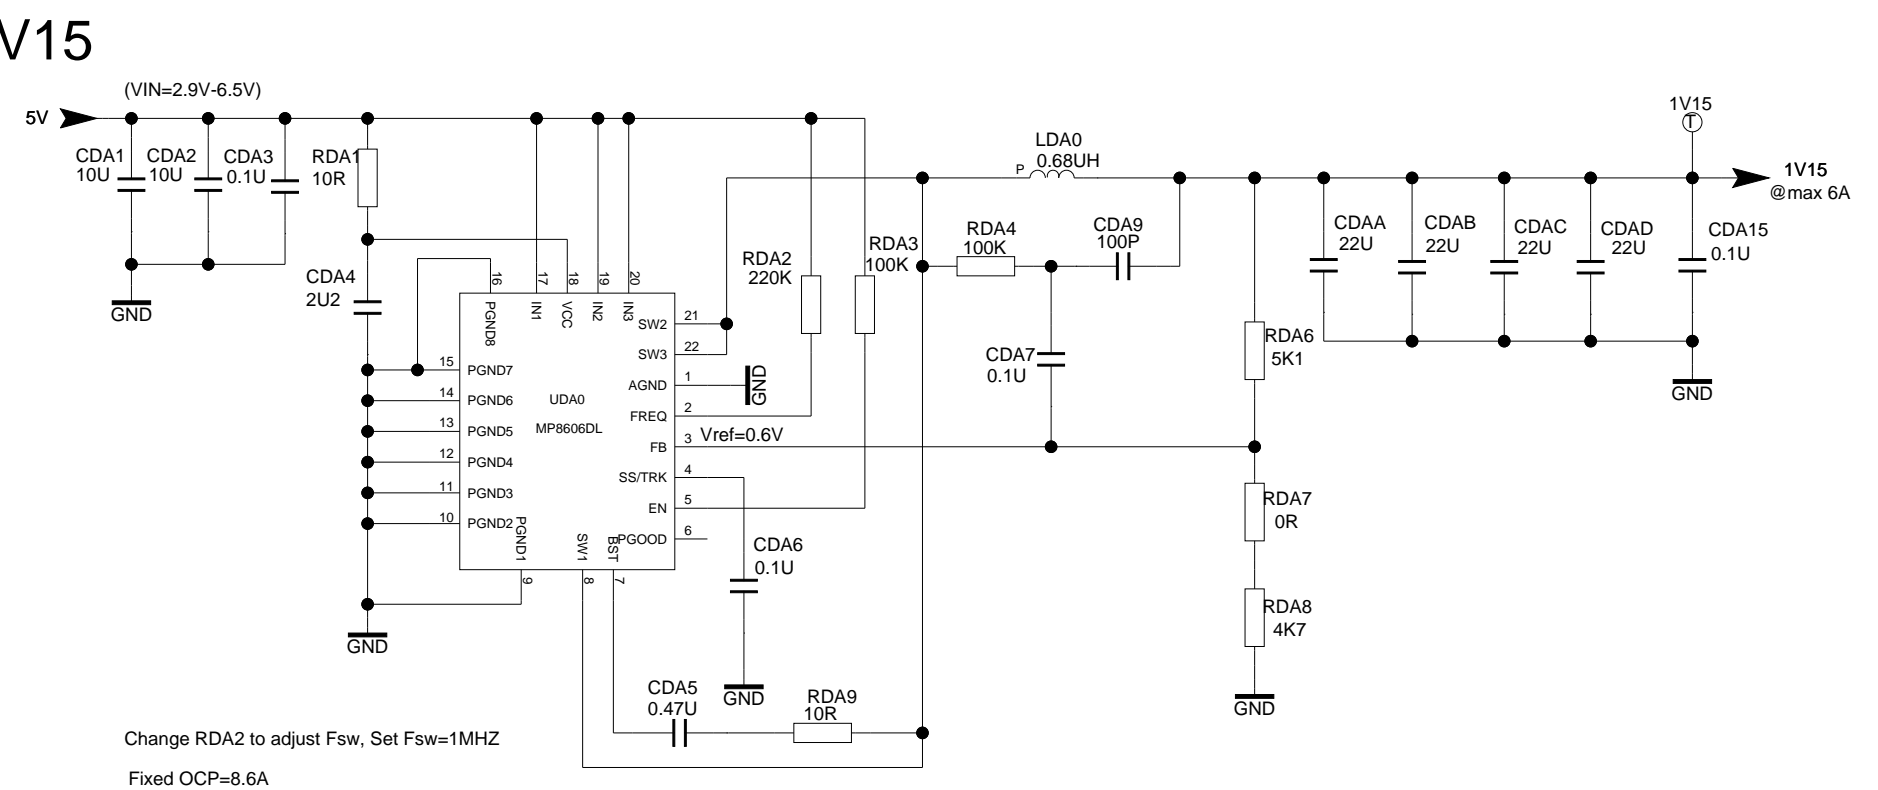 V15
(VIN=2.9V-6.5V)
5V
CDA1
10U
CDA2
10U
CDA3
0.1U
RDA1
10R
GND
CDA4
2U2
16
17
18
19
20
PGND8
IN1
VCC
IN2
IN3
15
PGND7
14
PGND6
13
PGND5
12
PGND4
11
PGND3
10
PGND2
PGND1
9
SW1
8
BST
7
UDA0
MP8606DL
SW2
21
SW3
22
AGND
1
GND
FREQ
2
FB
3
Vref=0.6V
SS/TRK
4
EN
5
PGOOD
6
GND
RDA2
220K
RDA3
100K
CDA6
0.1U
GND
CDA5
0.47U
RDA9
10R
P
LDA0
0.68UH
RDA4
100K
CDA9
100P
CDA7
0.1U
RDA6
5K1
RDA7
0R
RDA8
4K7
GND
CDAA
22U
CDAB
22U
CDAC
22U
CDAD
22U
CDA15
0.1U
GND
1V15
T
1V15
@max 6A
Change RDA2 to adjust Fsw, Set Fsw=1MHZ
Fixed OCP=8.6A